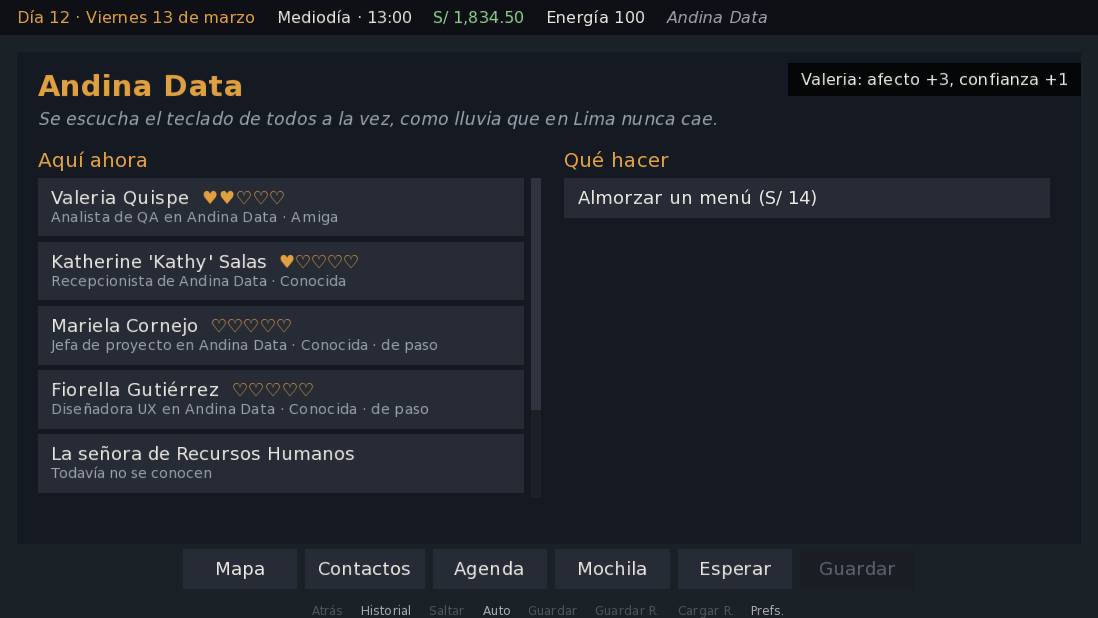 Día 12 · Viernes 13 de marzo Mediodía · 13:00 S/ 1,834.50 Energía 100 Andina Data
Andina Data
Valeria: afecto +3, confianza +1
Se escucha el teclado de todos a la vez, como lluvia que en Lima nunca cae.
Aquí ahora
Valeria Quispe ♥♥♡♡♡
Analista de QA en Andina Data · Amiga
Katherine 'Kathy' Salas ♥♡♡♡♡
Recepcionista de Andina Data · Conocida
Mariela Cornejo ♡♡♡♡♡
Jefa de proyecto en Andina Data · Conocida · de paso
Fiorella Gutiérrez ♡♡♡♡♡
Diseñadora UX en Andina Data · Conocida · de paso
La señora de Recursos Humanos
Todavía no se conocen
Qué hacer
Almorzar un menú (S/ 14)
Mapa Contactos Agenda Mochila Esperar Guardar
Atrás Historial Saltar Auto Guardar Guardar R. Cargar R. Prefs.